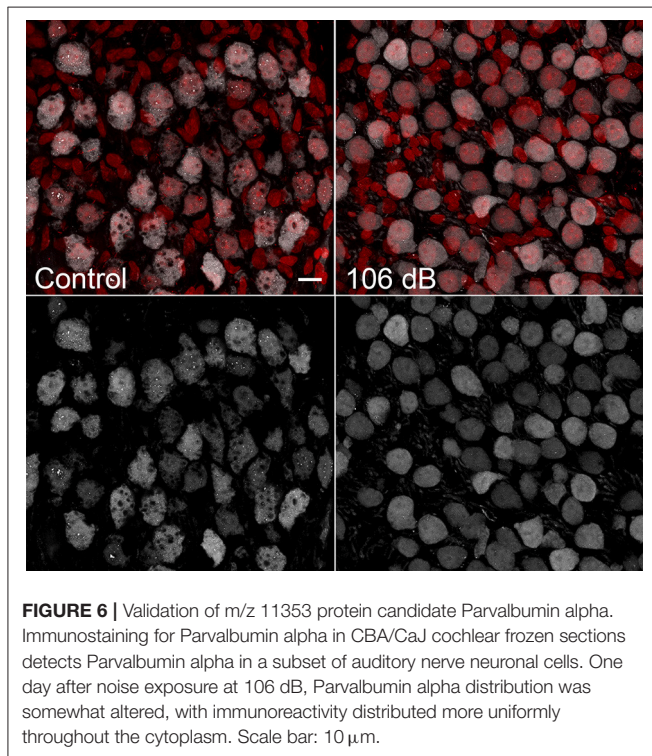 Control
106 dB
FIGURE 6 | Validation of m/z 11353 protein candidate Parvalbumin alpha.
Immunostaining for Parvalbumin alpha in CBA/CaJ cochlear frozen sections
detects Parvalbumin alpha in a subset of auditory nerve neuronal cells. One
day after noise exposure at 106 dB, Parvalbumin alpha distribution was
somewhat altered, with immunoreactivity distributed more uniformly
throughout the cytoplasm. Scale bar: 10 μm.